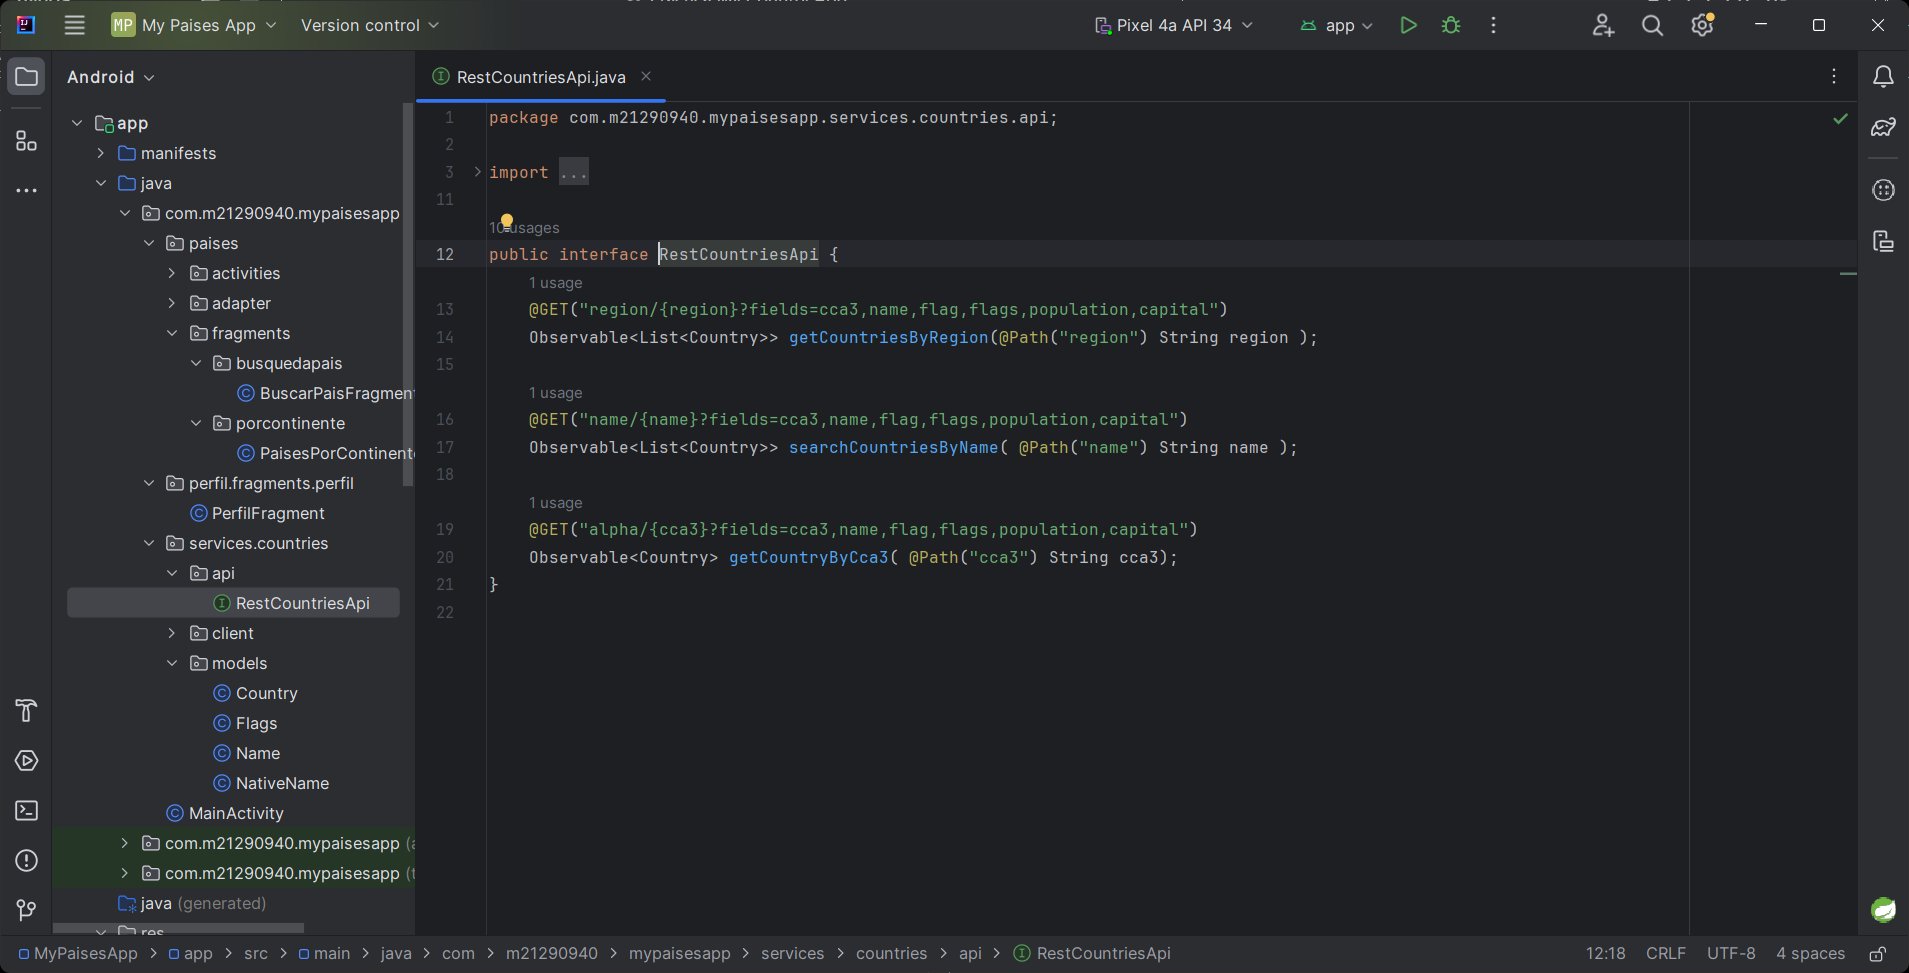 MP My Paises App Version control Pixel 4a API 34 app
Android
RestCountriesApi.java
app
manifests
java
com.m21290940.mypaisesapp
paises
activities
adapter
fragments
busquedapais
BuscarPaisFragment
porcontinente
PaisesPorContinente
perfil.fragments.perfil
PerfilFragment
services.countries
api
RestCountriesApi
client
models
Country
Flags
Name
NativeName
MainActivity
com.m21290940.mypaisesapp (a
com.m21290940.mypaisesapp (t
java (generated)
res
1 package com.m21290940.mypaisesapp.services.countries.api;
2
3 import ...
11
10 usages
12 public interface RestCountriesApi {
1 usage
13 @GET("region/{region}?fields=cca3,name,flag,flags,population,capital")
14 Observable<List<Country>> getCountriesByRegion(@Path("region") String region );
15
1 usage
16 @GET("name/{name}?fields=cca3,name,flag,flags,population,capital")
17 Observable<List<Country>> searchCountriesByName( @Path("name") String name );
18
1 usage
19 @GET("alpha/{cca3}?fields=cca3,name,flag,flags,population,capital")
20 Observable<Country> getCountryByCca3( @Path("cca3") String cca3);
21 }
22
MyPaisesApp > app > src > main > java > com > m21290940 > mypaisesapp > services > countries > api > RestCountriesApi 12:18 CRLF UTF-8 4 spaces